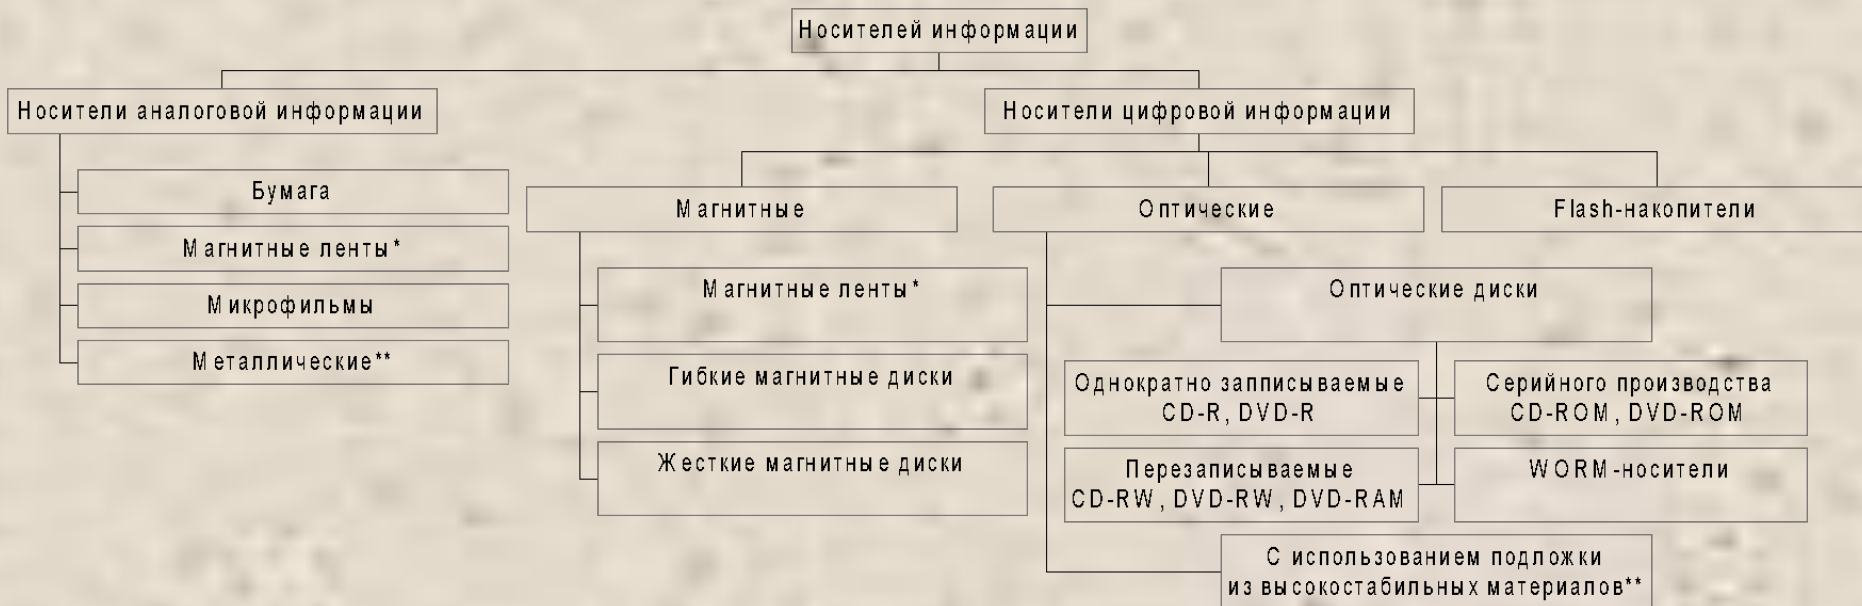 Носителей информации
Носители аналоговой информации
Бумага
Магнитные ленты*
Микрофильмы
Металлические**
Носители цифровой информации
Магнитные
Магнитные ленты*
Гибкие магнитные диски
Жесткие магнитные диски
Оптические
Оптические диски
Однократно запписываемые
CD-R, DVD-R
Серийного производства
CD-ROM, DVD-ROM
Перезаписываемые
CD-RW, DVD-RW, DVD-RAM
WORM-носители
С использованием подложки
из высокостабильных материалов**
Flash-накопители